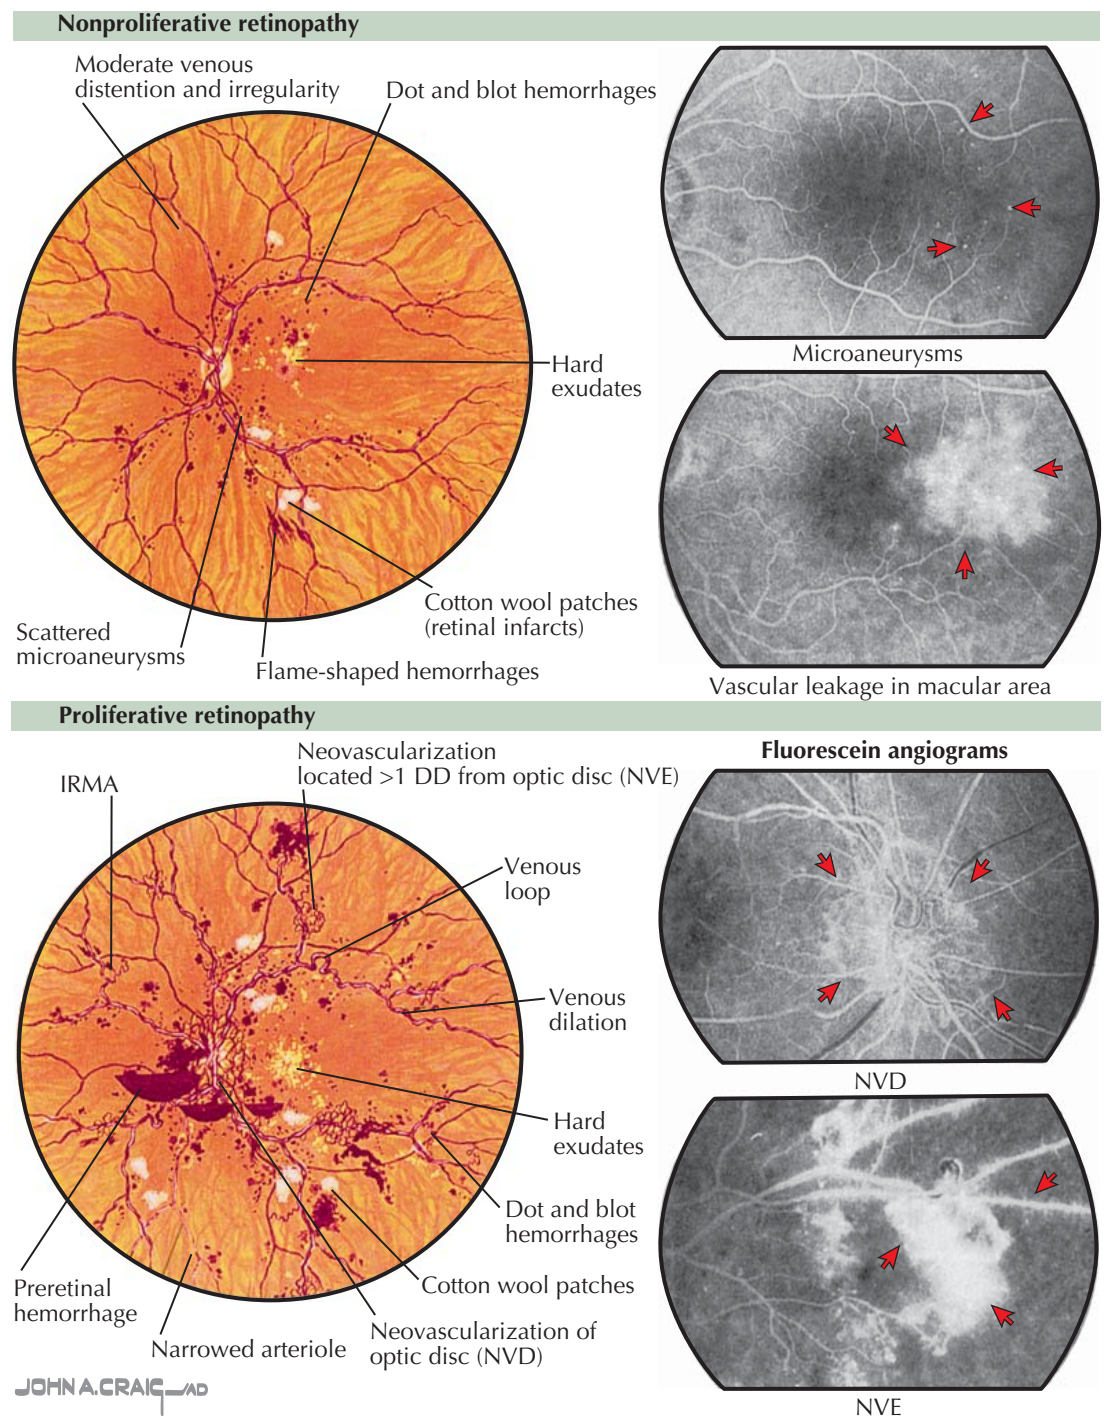 Nonproliferative retinopathy
Moderate venous
distention and irregularity
Dot and blot hemorrhages
Hard
exudates
Cotton wool patches
(retinal infarcts)
Scattered
microaneurysms
Flame-shaped hemorrhages
Microaneurysms
Vascular leakage in macular area
Proliferative retinopathy
Neovascularization
located >1 DD from optic disc (NVE)
IRMA
Venous
loop
Venous
dilation
Hard
exudates
Dot and blot
hemorrhages
Cotton wool patches
Preretinal
hemorrhage
Narrowed arteriole
Neovascularization of
optic disc (NVD)
Fluorescein angiograms
NVD
NVE
JOHN A. CRAIG MD